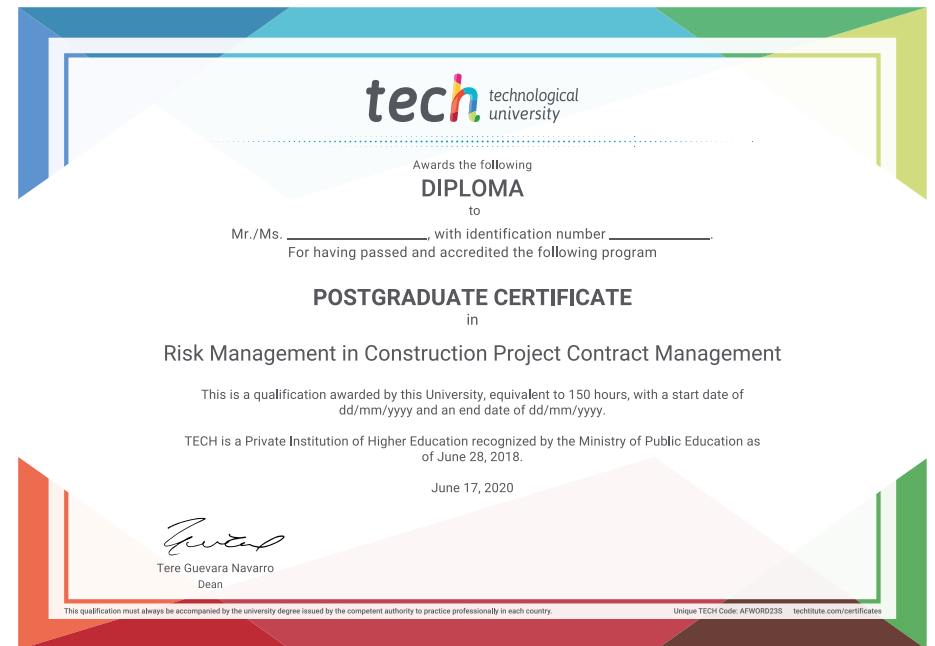 tech technological
university
Awards the following
DIPLOMA
to
Mr./Ms. ____________________, with identification number ______________.
For having passed and accredited the following program
POSTGRADUATE CERTIFICATE
in
Risk Management in Construction Project Contract Management
This is a qualification awarded by this University, equivalent to 150 hours, with a start date of
dd/mm/yyyy and an end date of dd/mm/yyyy.
TECH is a Private Institution of Higher Education recognized by the Ministry of Public Education as
of June 28, 2018.
June 17, 2020
Tere Guevara Navarro
Dean
This qualification must always be accompanied by the university degree issued by the competent authority to practice professionally in each country. Unique TECH Code: AFWORD23S techtitute.com/certificates